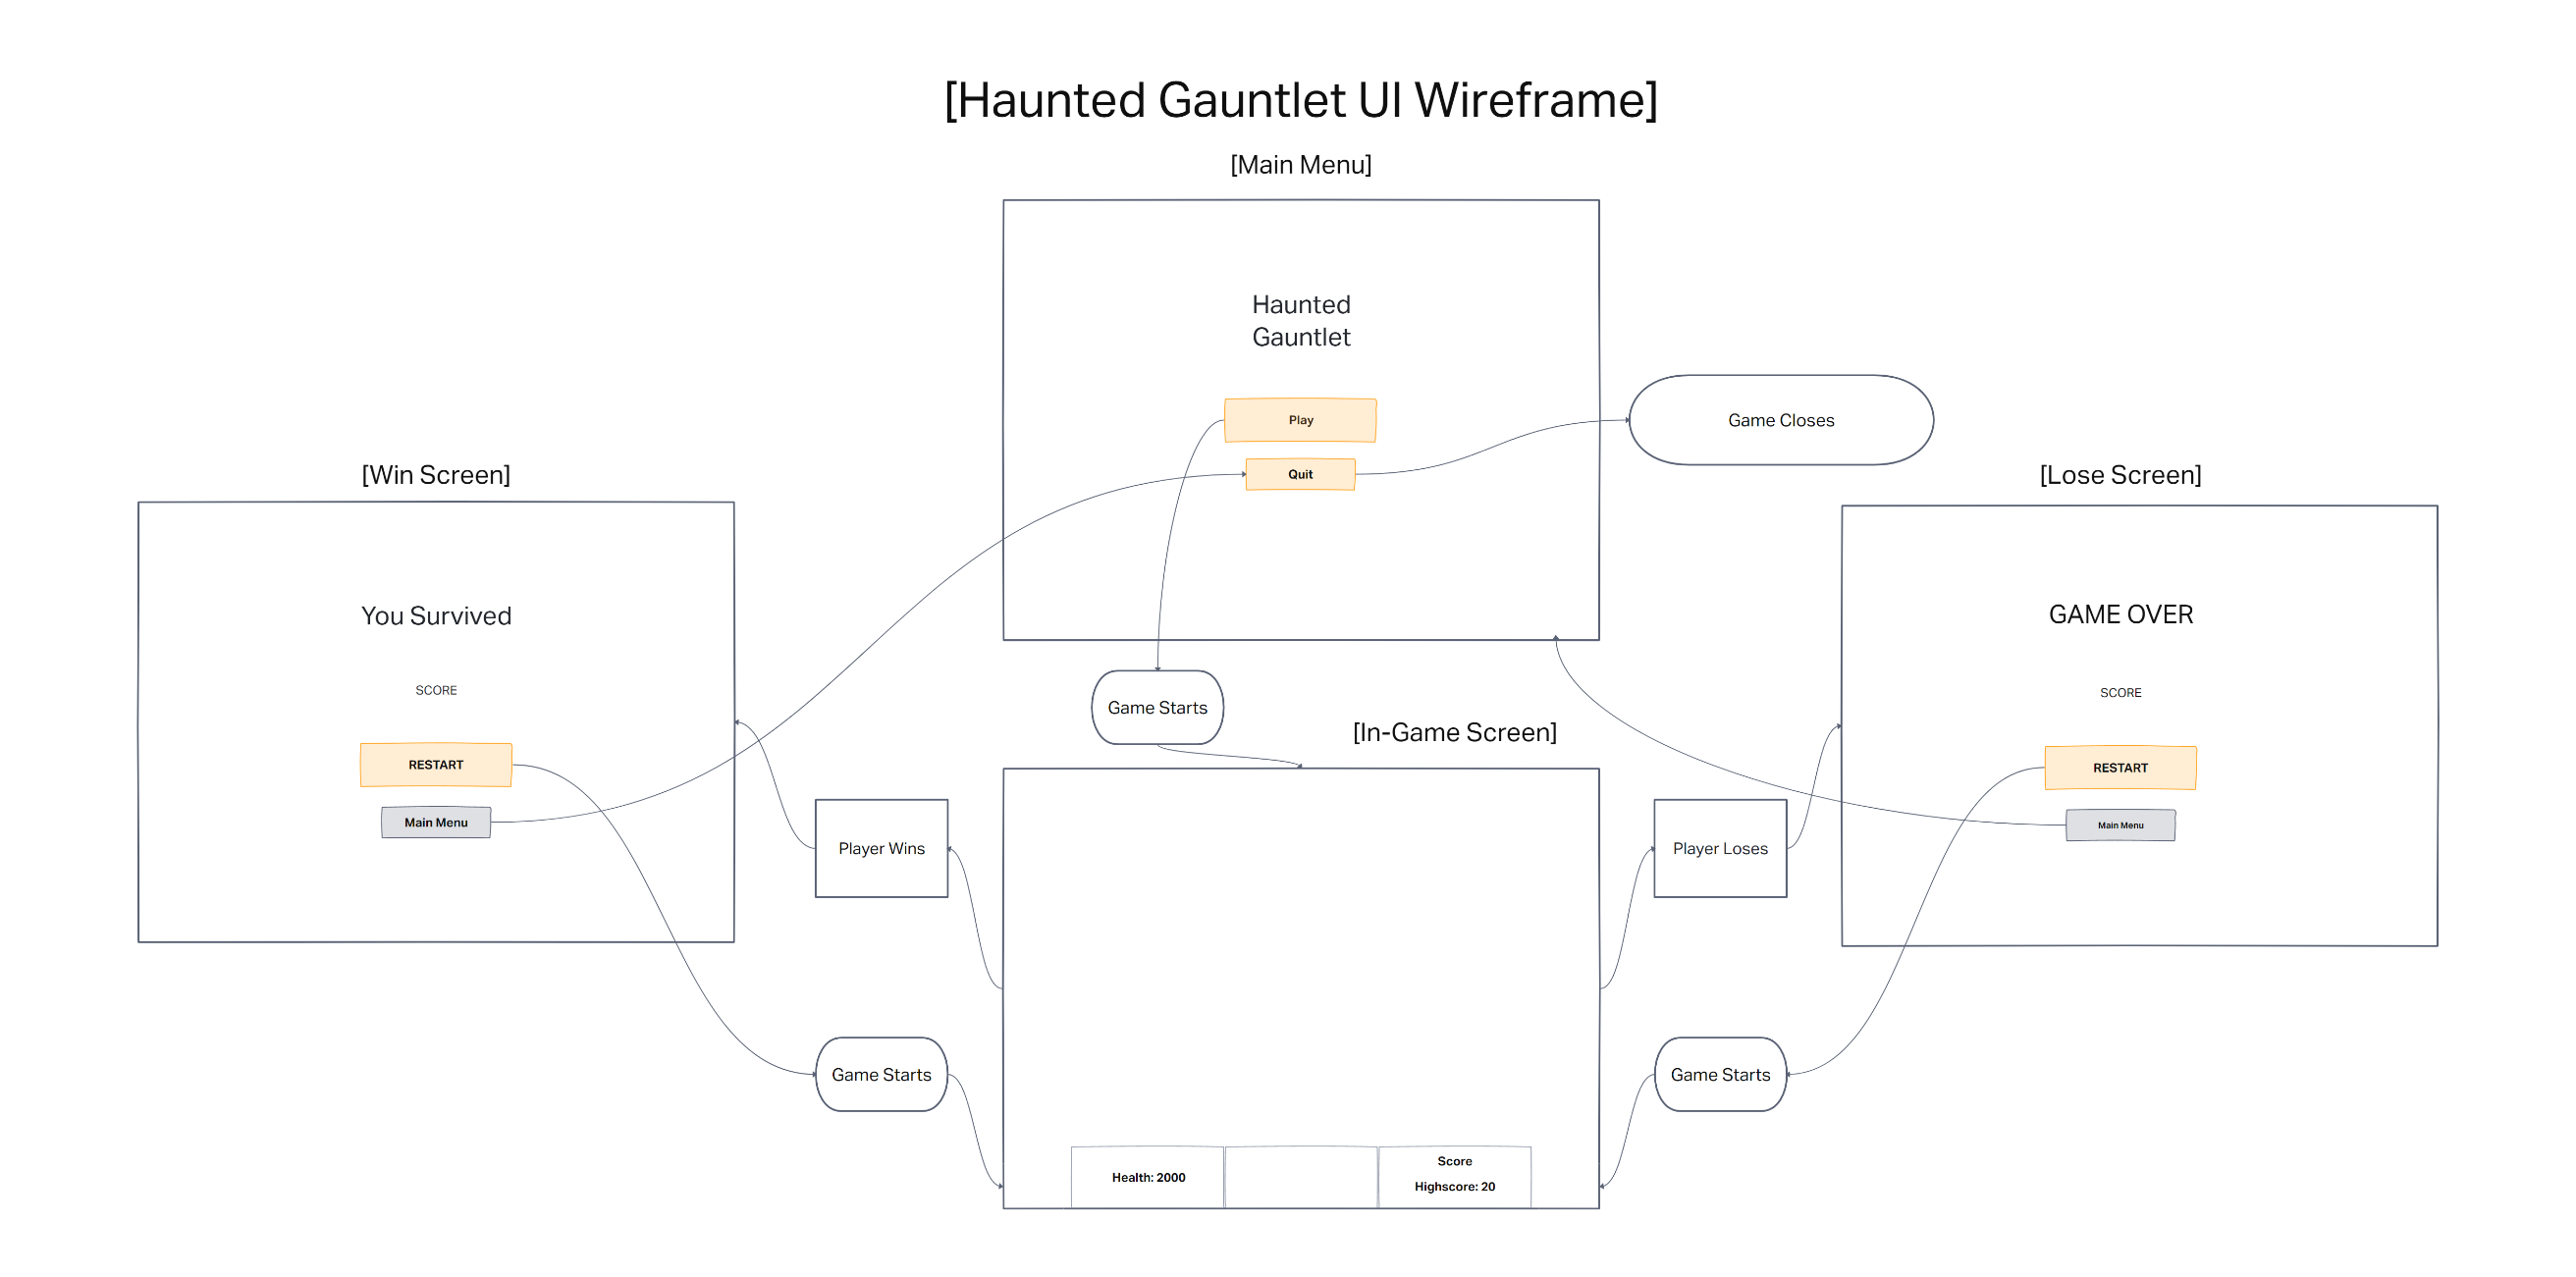 [Haunted Gauntlet UI Wireframe]
[Main Menu]
Haunted
Gauntlet
Play
Quit
Game Closes
[Win Screen]
You Survived
SCORE
RESTART
Main Menu
[Lose Screen]
GAME OVER
SCORE
RESTART
Main Menu
Game Starts
[In-Game Screen]
Player Wins
Player Loses
Game Starts
Game Starts
Health: 2000
Score
Highscore: 20